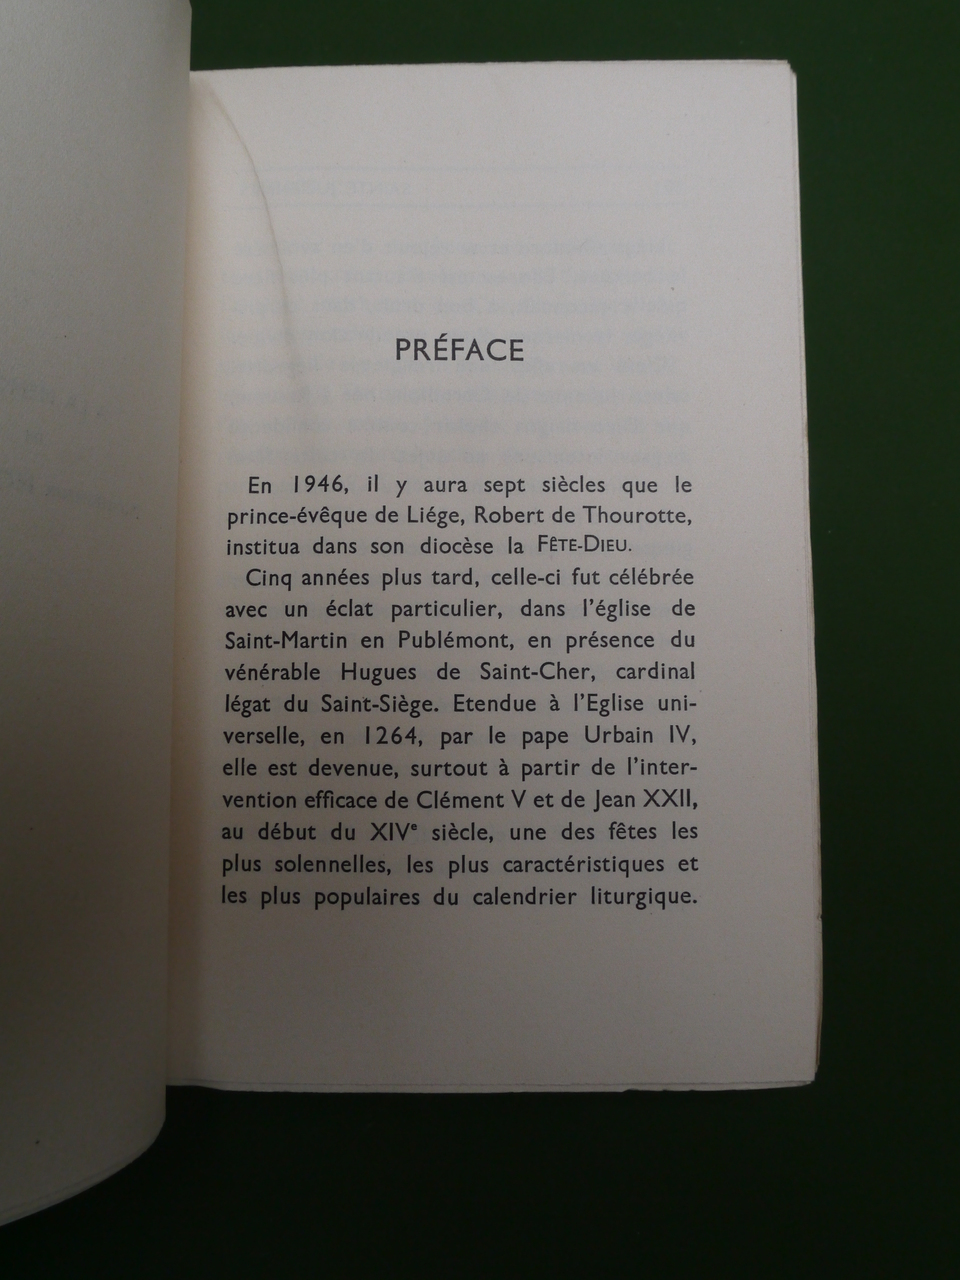 PRÉFACE
En 1946, il y aura sept siècles que le
prince-évêque de Liége, Robert de Thourotte,
institua dans son diocèse la FÊTE-DIEU.
Cinq années plus tard, celle-ci fut célébrée
avec un éclat particulier, dans l'église de
Saint-Martin en Publémont, en présence du
vénérable Hugues de Saint-Cher, cardinal
légat du Saint-Siège. Etendue à l'Eglise uni-
verselle, en 1264, par le pape Urbain IV,
elle est devenue, surtout à partir de l'inter-
vention efficace de Clément V et de Jean XXII,
au début du XIVe siècle, une des fêtes les
plus solennelles, les plus caractéristiques et
les plus populaires du calendrier liturgique.